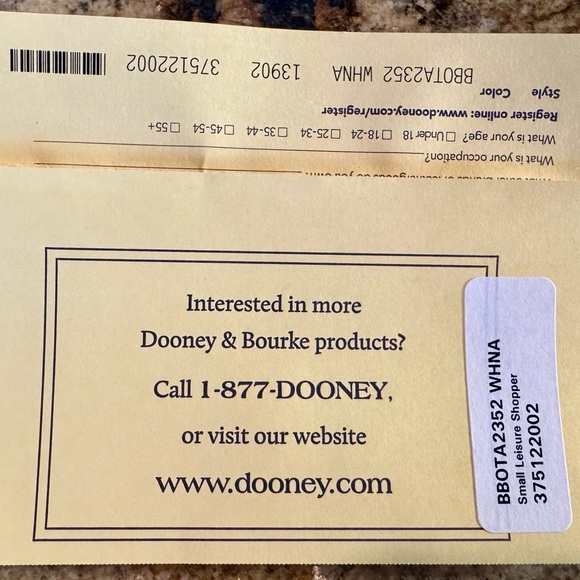 375122002 13902 BBOTA2352 WHNA
Style Color
Register online: www.dooney.com/register
What is your age? ☐ Under 18 ☐ 18-24 ☐ 25-34 ☐ 35-44 ☐ 45-54 ☐ 55+
What is your occupation?
Interested in more
Dooney & Bourke products?
Call 1-877-DOONEY,
or visit our website
www.dooney.com
BBOTA2352 WHNA
Small Leisure Shopper
375122002